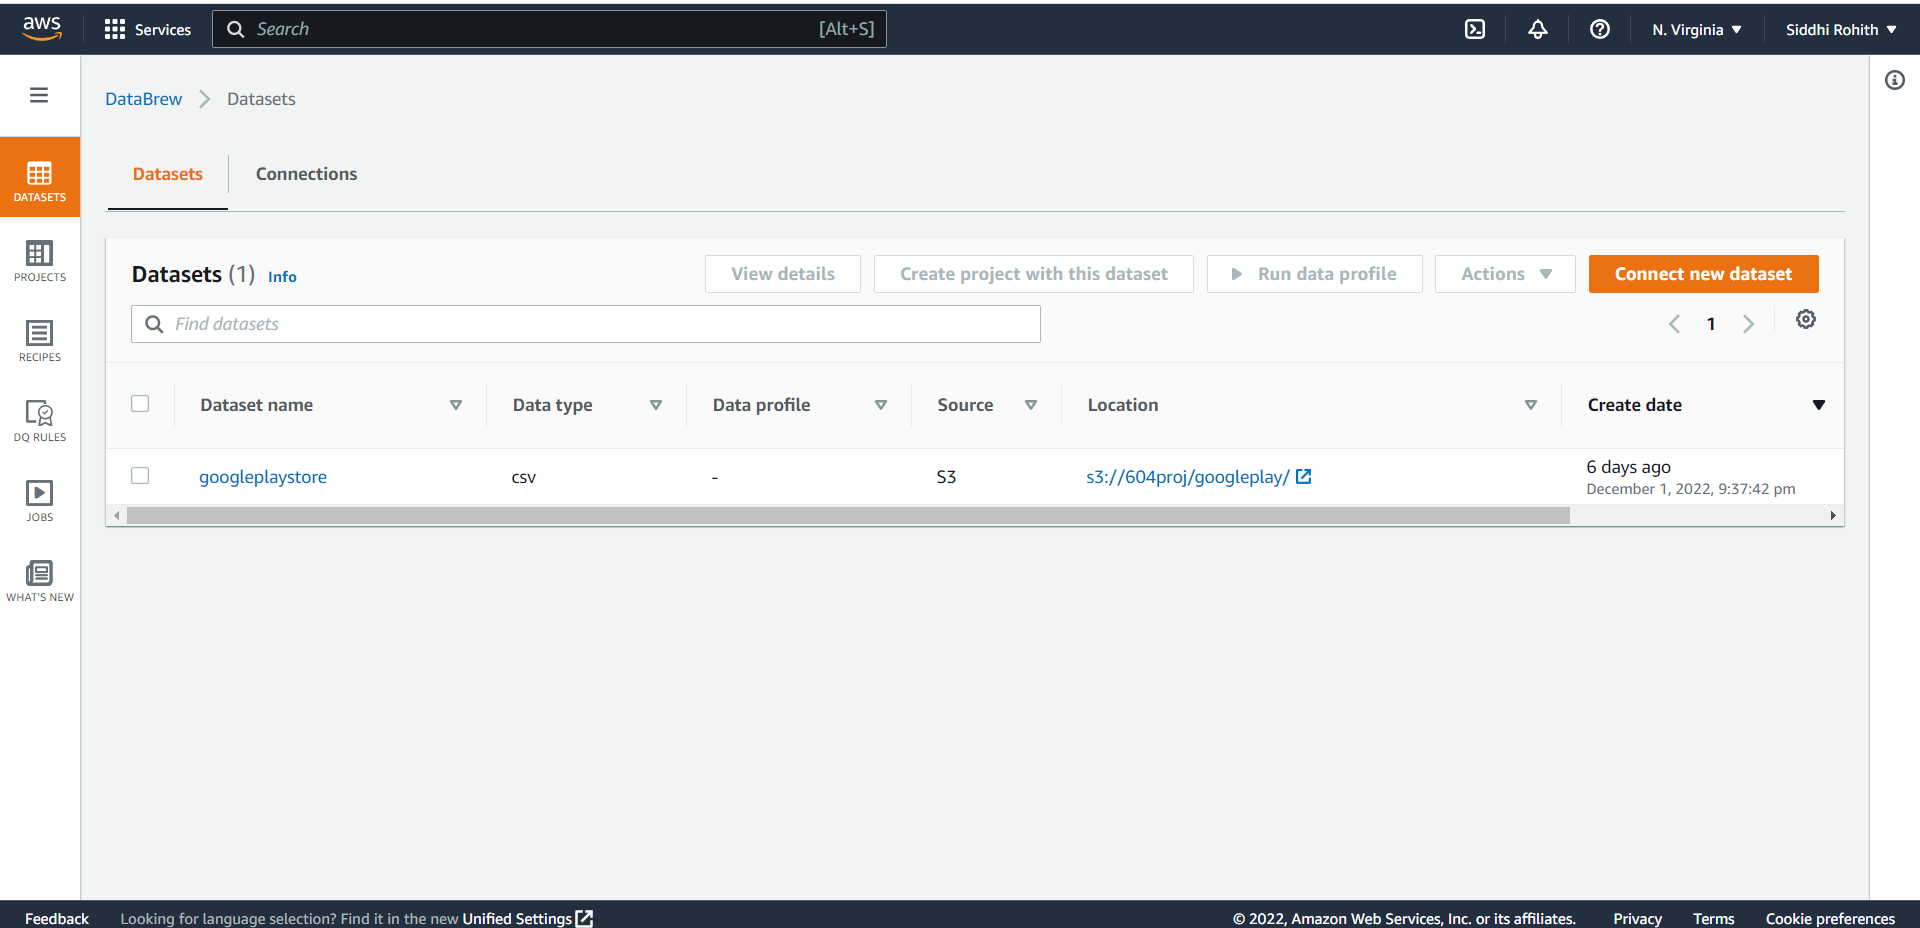 aws
Services
Search
[Alt+S]
N. Virginia
Siddhi Rohith
DataBrew
Datasets
Datasets
Connections
DATASETS
PROJECTS
RECIPES
DQ RULES
JOBS
WHAT'S NEW
Datasets (1) Info
View details
Create project with this dataset
Run data profile
Actions
Connect new dataset
Find datasets
1
Dataset name
Data type
Data profile
Source
Location
Create date
googleplaystore
csv
-
S3
s3://604proj/googleplay/
6 days ago
December 1, 2022, 9:37:42 pm
Feedback
Looking for language selection? Find it in the new Unified Settings
© 2022, Amazon Web Services, Inc. or its affiliates.
Privacy
Terms
Cookie preferences